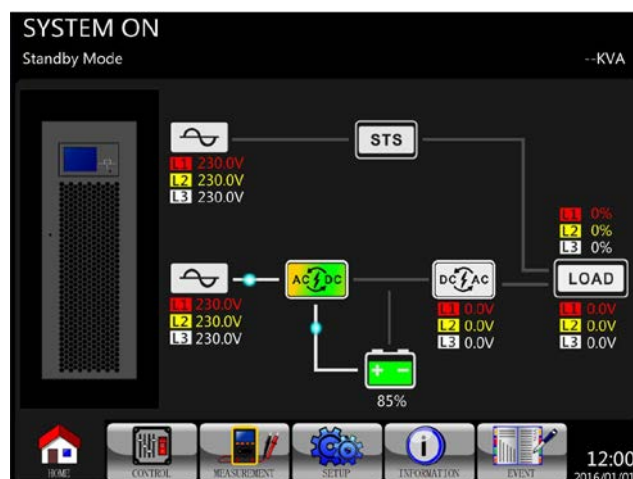 SYSTEM ON
Standby Mode
--KVA
STS
L1 230.0V
L2 230.0V
L3 230.0V
L1 0%
L2 0%
L3 0%
AC DC
DC AC
LOAD
L1 230.0V
L2 230.0V
L3 230.0V
L1 0.0V
L2 0.0V
L3 0.0V
L1 0.0V
L2 0.0V
L3 0.0V
85%
HOME
CONTROL
MEASUREMENT
SETUP
INFORMATION
EVENT
12:00
2016/01/01